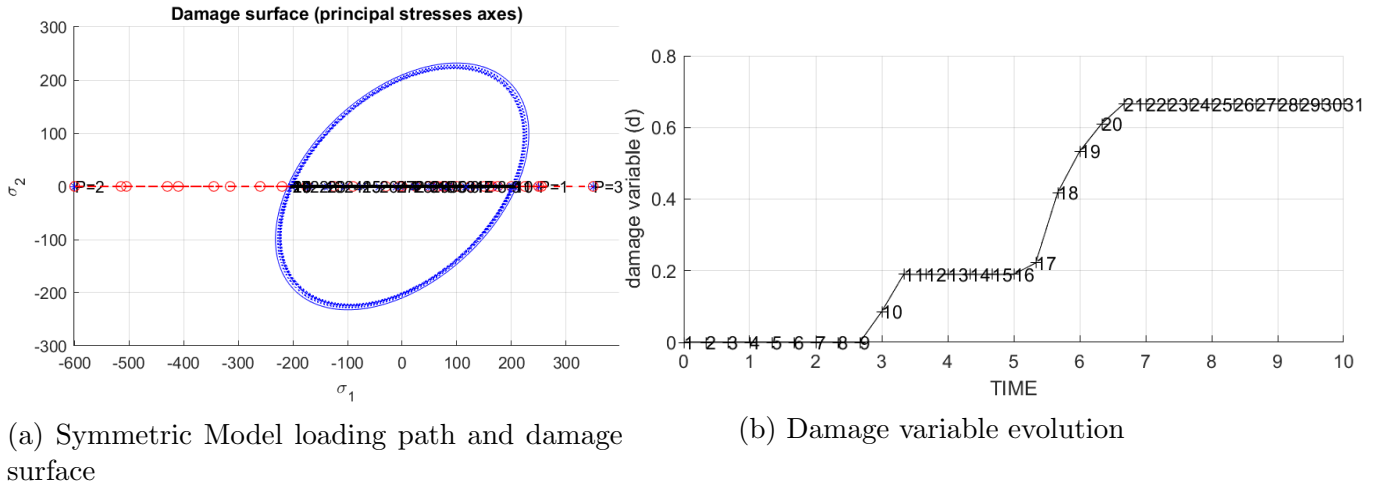 Damage surface (principal stresses axes)
300
200
100
0
-100
-200
-300
σ2
P=2
P=1
P=3
-600 -500 -400 -300 -200 -100 0 100 200 300
σ1
0.8
0.6
0.4
0.2
0
damage variable (d)
1 2 3 4 5 6 7 8 9
10
11 12 13 14 15 16
17
18
19
20
21 22 23 24 25 26 27 28 29 30 31
0 1 2 3 4 5 6 7 8 9 10
TIME
(a) Symmetric Model loading path and damage
surface
(b) Damage variable evolution